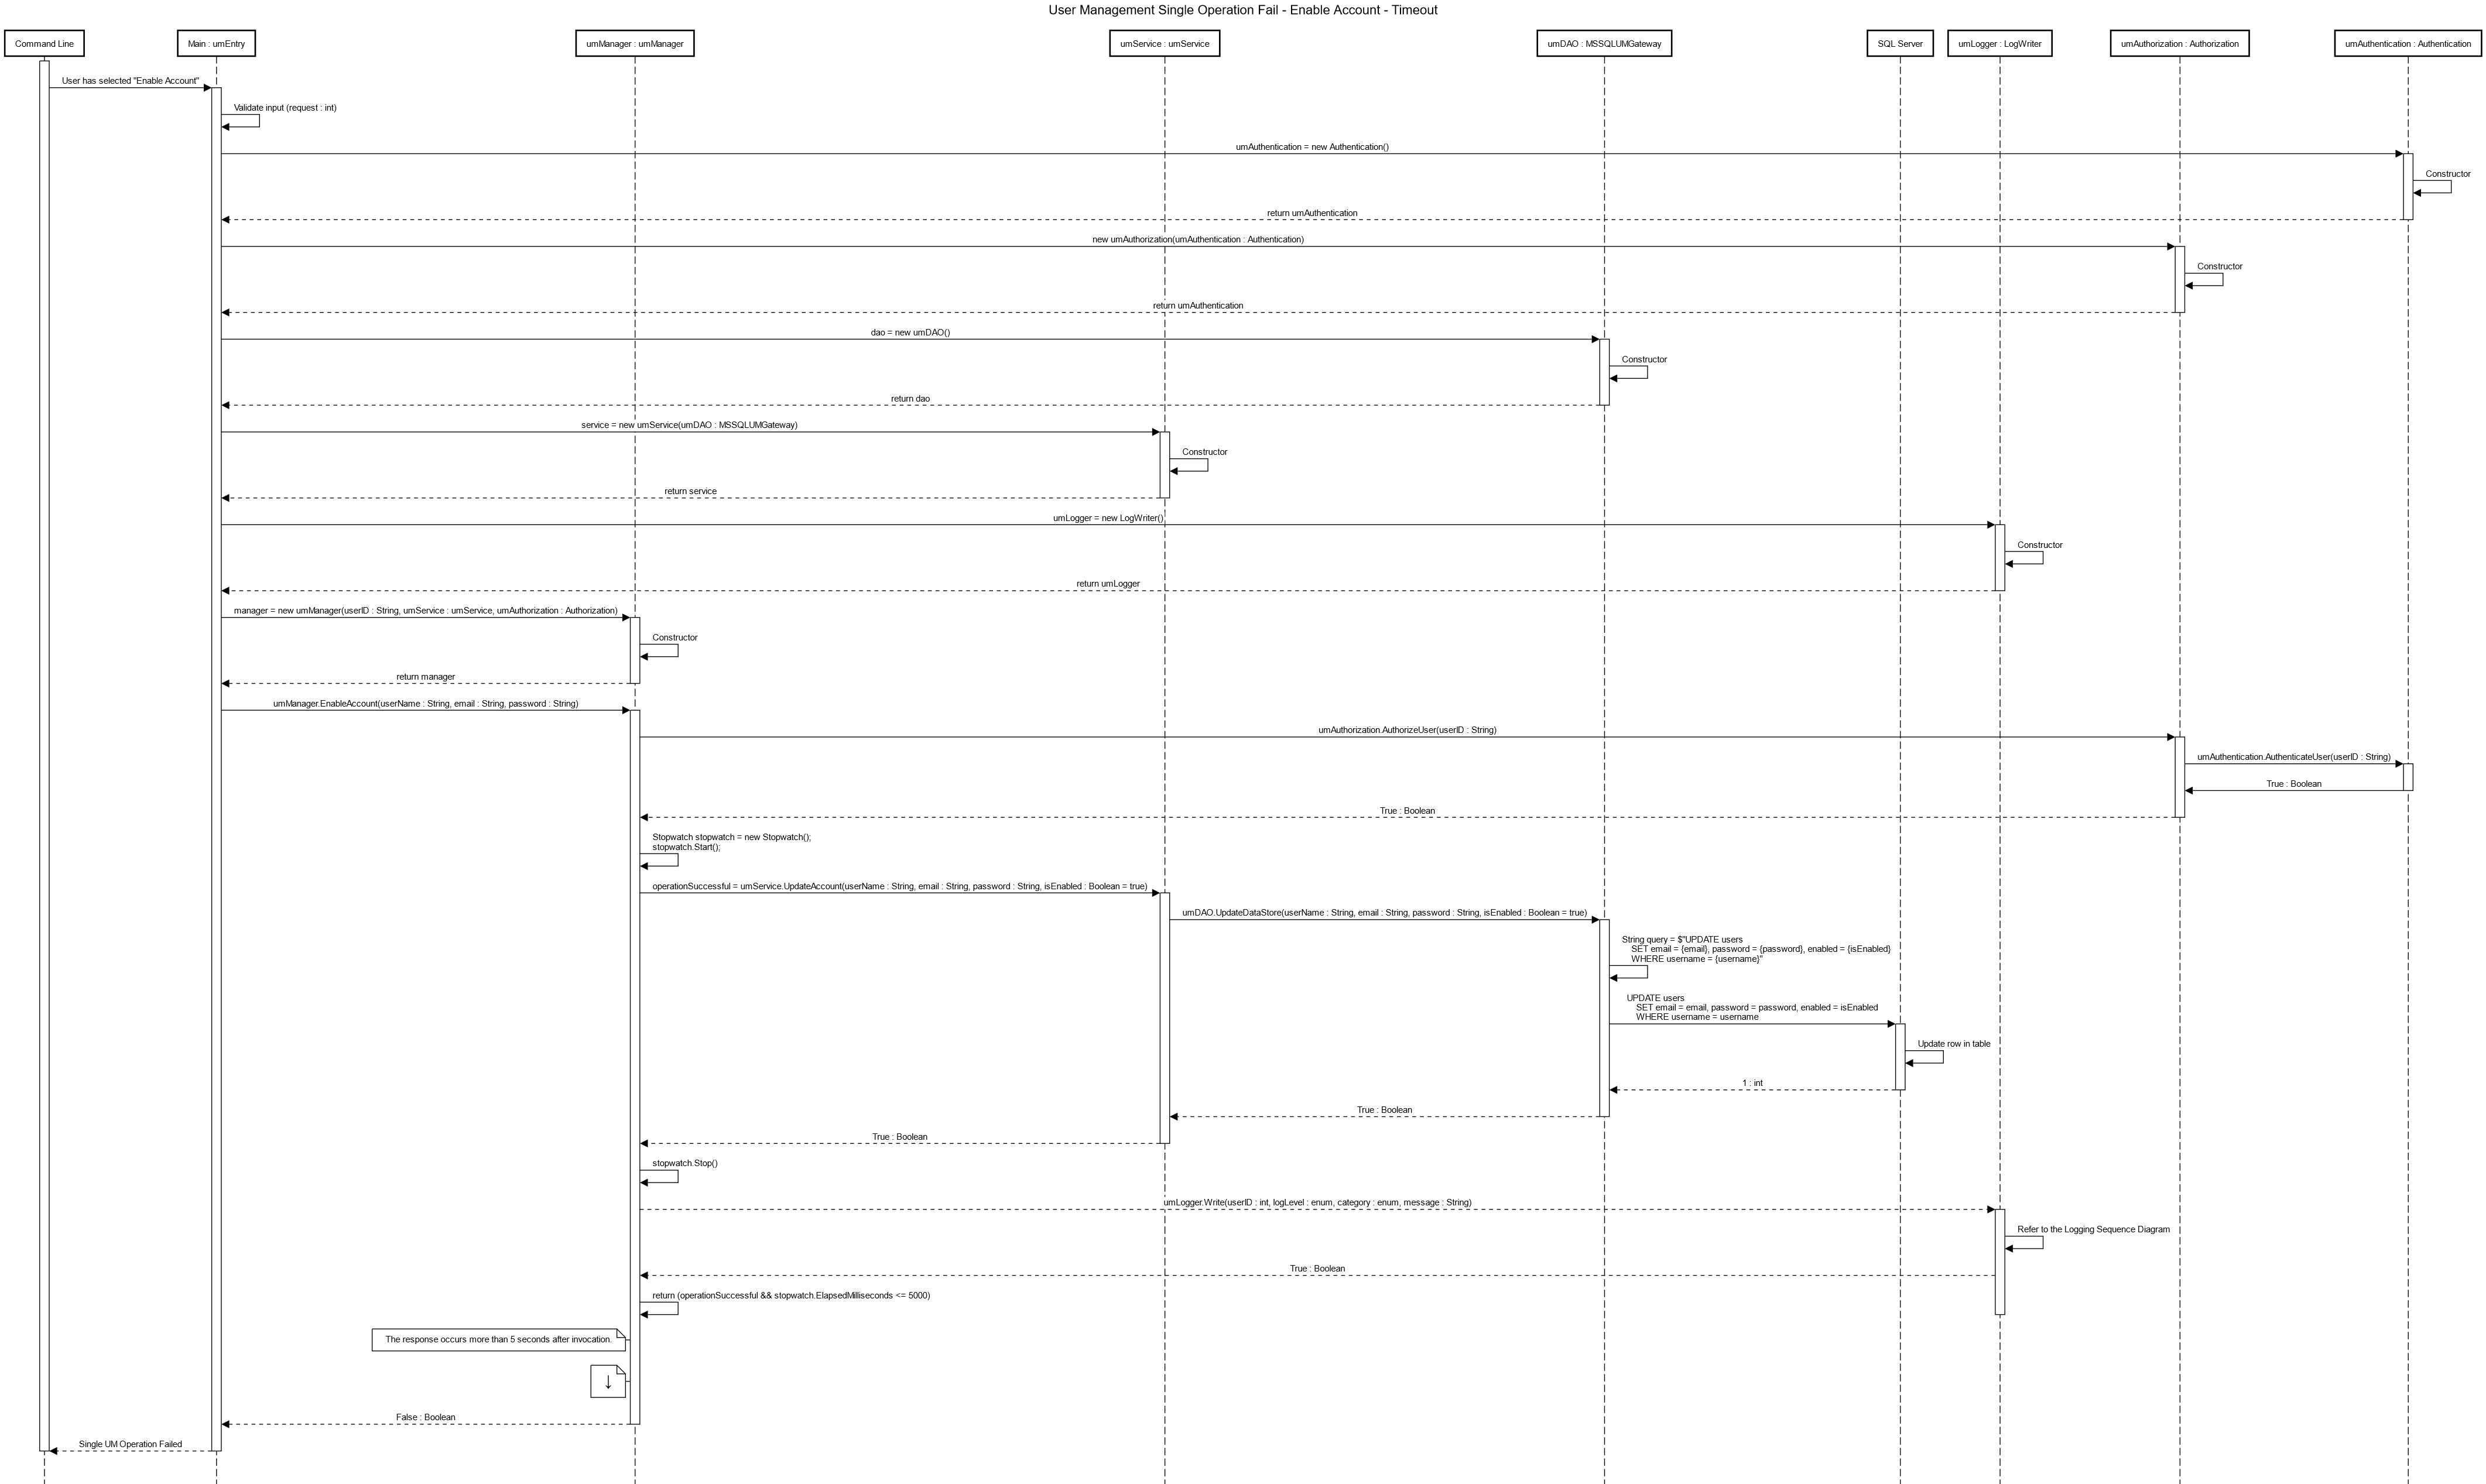 User Management Single Operation Fail - Enable Account - Timeout
Command Line
Main : umEntry
umManager : umManager
umService : umService
umDAO : MSSQLUMGateway
SQL Server
umLogger : LogWriter
umAuthorization : Authorization
umAuthentication : Authentication
User has selected "Enable Account"
Validate input (request : int)
umAuthentication = new Authentication()
Constructor
return umAuthentication
new umAuthorization(umAuthentication : Authentication)
Constructor
return umAuthentication
dao = new umDAO()
Constructor
return dao
service = new umService(umDAO : MSSQLUMGateway)
Constructor
return service
umLogger = new LogWriter()
Constructor
return umLogger
manager = new umManager(userID : String, umService : umService, umAuthorization : Authorization)
Constructor
return manager
umManager.EnableAccount(userName : String, email : String, password : String)
umAuthorization.AuthorizeUser(userID : String)
umAuthentication.AuthenticateUser(userID : String)
True : Boolean
True : Boolean
Stopwatch stopwatch = new Stopwatch();
stopwatch.Start();
operationSuccessful = umService.UpdateAccount(userName : String, email : String, password : String, isEnabled : Boolean = true)
umDAO.UpdateDataStore(userName : String, email : String, password : String, isEnabled : Boolean = true)
String query = $"UPDATE users
SET email = {email}, password = {password}, enabled = {isEnabled}
WHERE username = {username}"
UPDATE users
SET email = email, password = password, enabled = isEnabled
WHERE username = username
Update row in table
1 : int
True : Boolean
True : Boolean
stopwatch.Stop()
umLogger.Write(userID : int, logLevel : enum, category : enum, message : String)
Refer to the Logging Sequence Diagram
True : Boolean
return (operationSuccessful && stopwatch.ElapsedMilliseconds <= 5000)
The response occurs more than 5 seconds after invocation.
↓
False : Boolean
Single UM Operation Failed